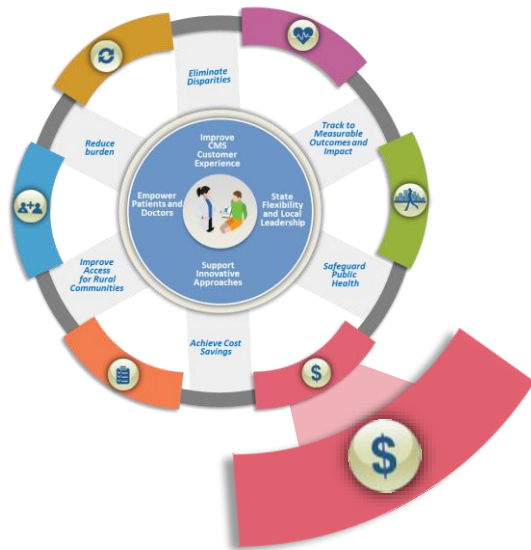 Eliminate
Disparities
Reduce
burden
Track to
Measurable
Outcomes and
Impact
Improve
CMS
Customer
Experience
Empower
Patients and
Doctors
State
Flexibility
and Local
Leadership
Support
Innovative
Approaches
Improve
Access
for Rural
Communities
Safeguard
Public
Health
Achieve Cost
Savings
$
$